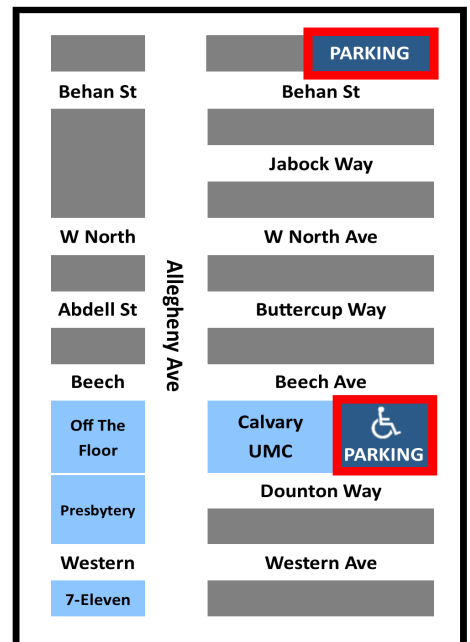 PARKING
Behan St
Behan St
Jabock Way
W North
W North Ave
Allegheny Ave
Abdell St
Buttercup Way
Beech
Beech Ave
Off The
Floor
Calvary
UMC
PARKING
Presbytery
Dounton Way
Western
Western Ave
7-Eleven